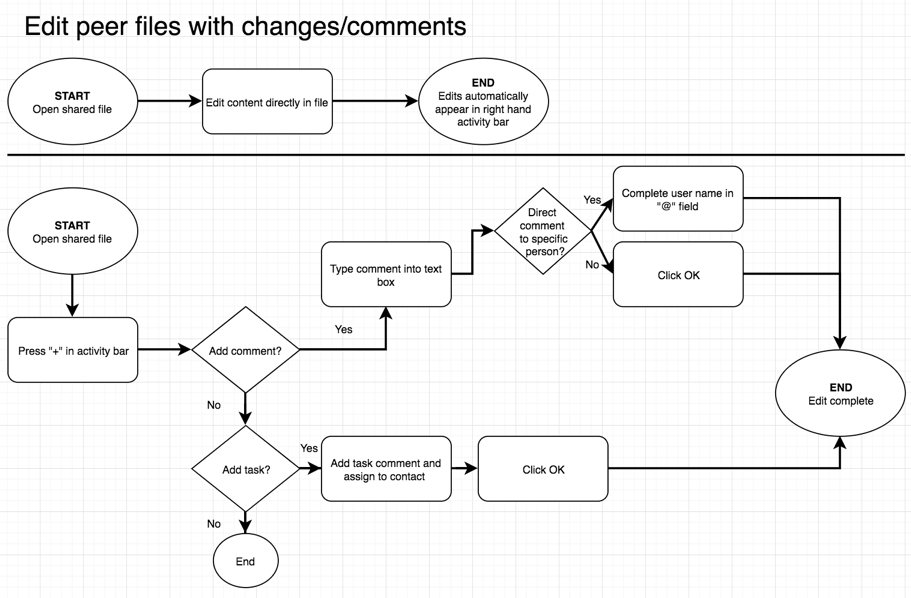 Edit peer files with changes/comments
START
Open shared file
Edit content directly in file
END
Edits automatically
appear in right hand
activity bar
START
Open shared file
Press "+" in activity bar
Add comment?
Yes
Type comment into text
box
Direct
comment
to specific
person?
Yes
Complete user name in
"@" field
No
Click OK
No
Add task?
Yes
Add task comment and
assign to contact
Click OK
END
Edit complete
No
End